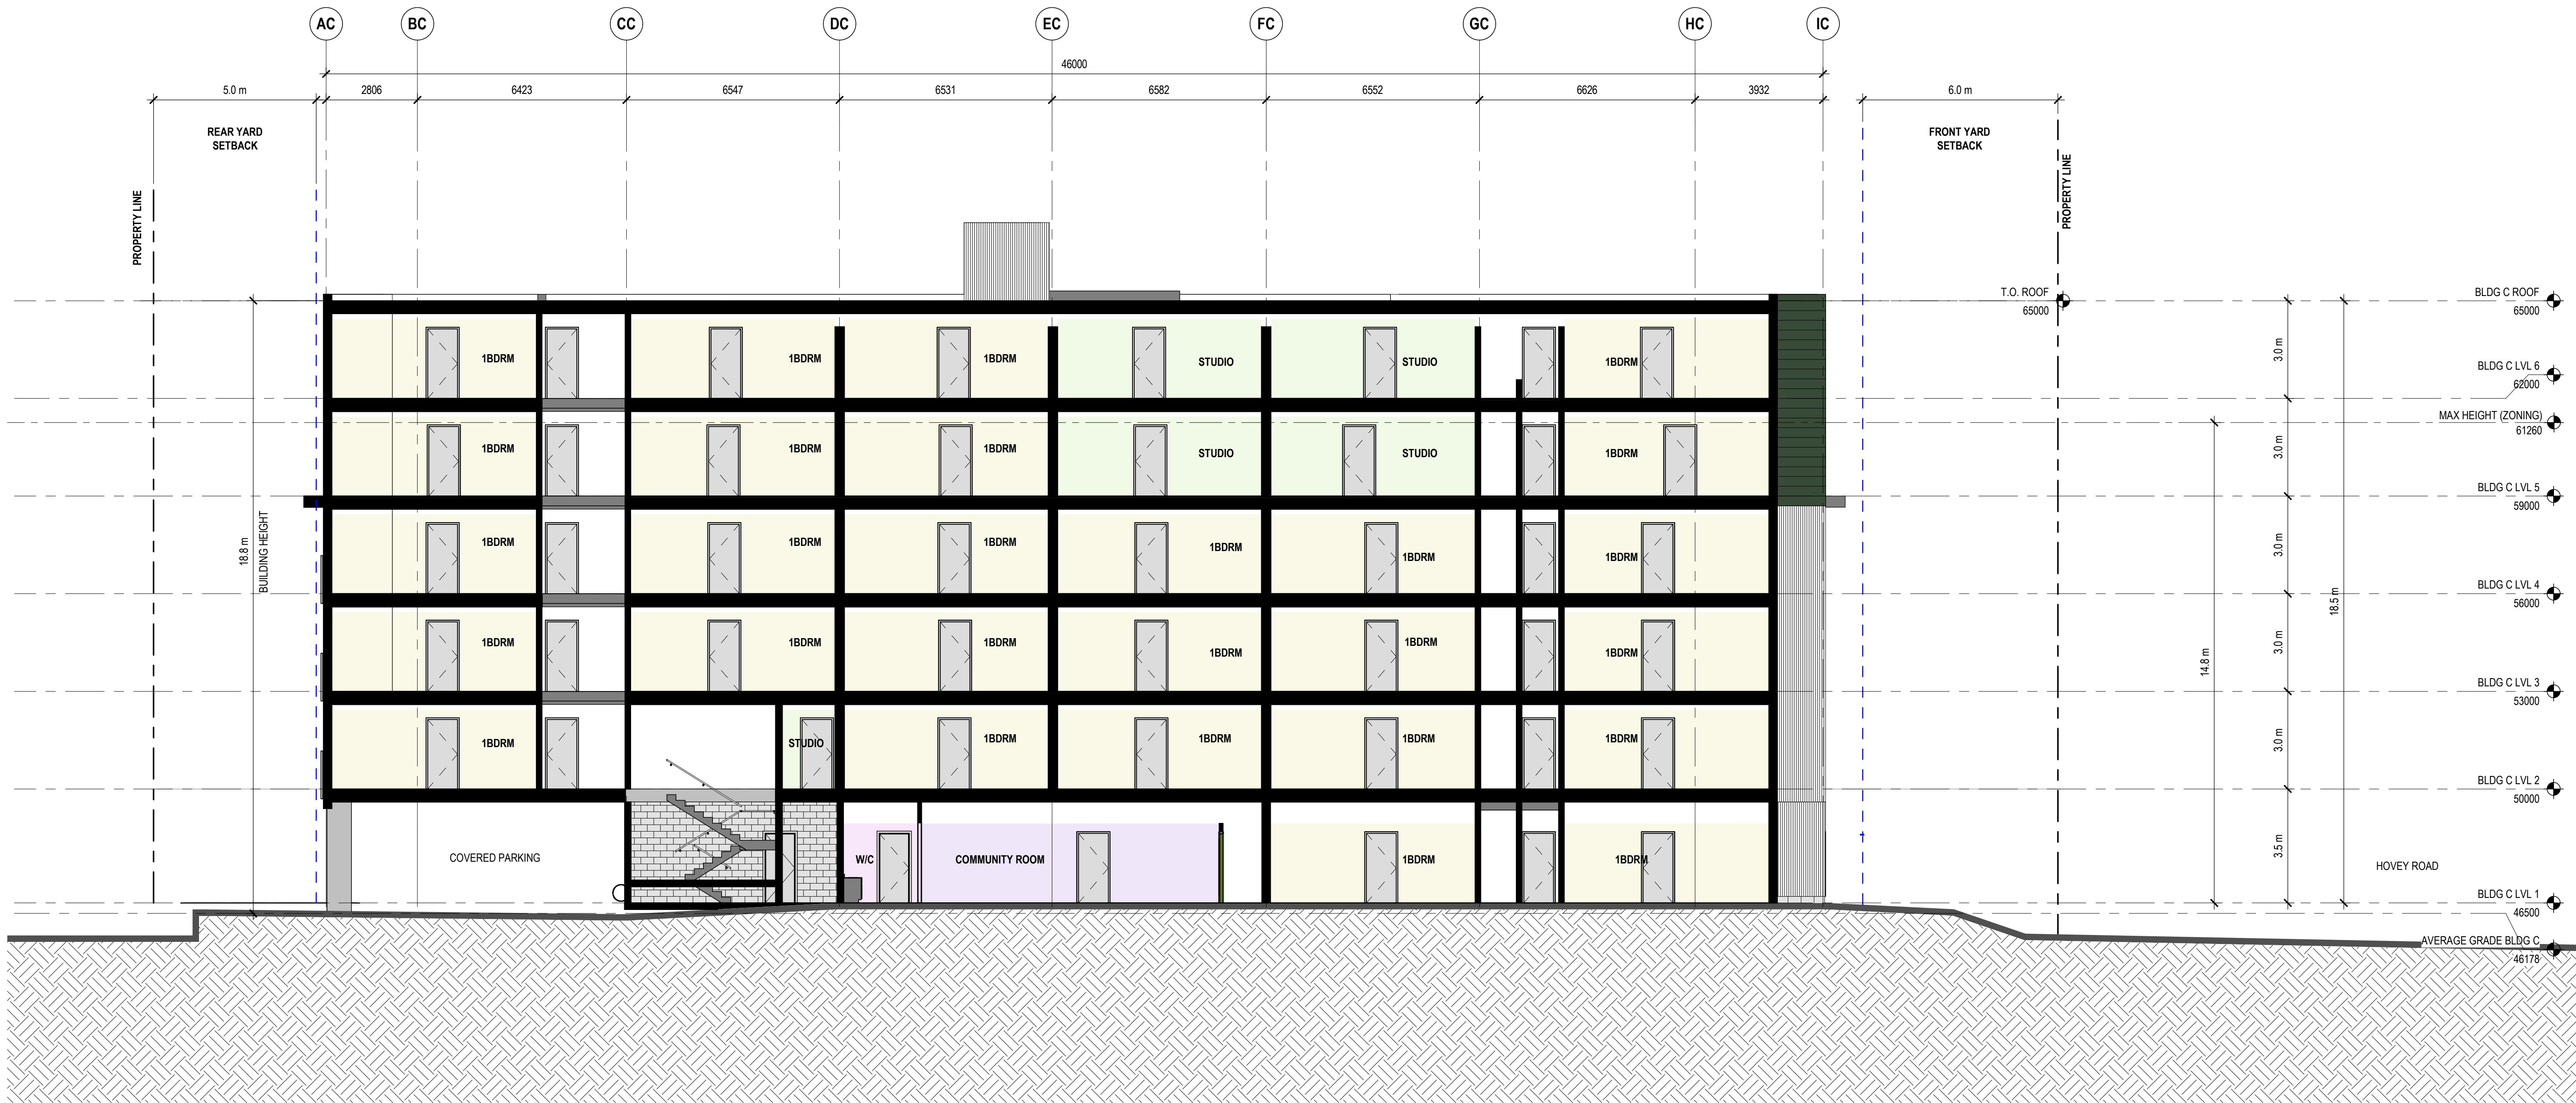 AC BC CC DC EC FC GC HC IC
46000
5.0 m 2806 6423 6547 6531 6582 6552 6626 3932 6.0 m
REAR YARD
SETBACK
FRONT YARD
SETBACK
PROPERTY LINE
PROPERTY LINE
T.O. ROOF
65000
BLDG C ROOF
65000
3.0 m
1BDRM 1BDRM 1BDRM STUDIO STUDIO 1BDRM
BLDG C LVL 6
62000
MAX HEIGHT (ZONING)
61260
3.0 m
1BDRM 1BDRM 1BDRM STUDIO STUDIO 1BDRM
BLDG C LVL 5
59000
18.8 m
BUILDING HEIGHT
3.0 m
1BDRM 1BDRM 1BDRM 1BDRM 1BDRM 1BDRM
BLDG C LVL 4
56000
18.5 m
3.0 m
14.8 m
1BDRM 1BDRM 1BDRM 1BDRM 1BDRM 1BDRM
BLDG C LVL 3
53000
3.0 m
1BDRM STUDIO 1BDRM 1BDRM 1BDRM 1BDRM
BLDG C LVL 2
50000
3.5 m
COVERED PARKING W/C COMMUNITY ROOM 1BDRM 1BDRM
HOVEY ROAD
BLDG C LVL 1
46500
AVERAGE GRADE BLDG C
46178